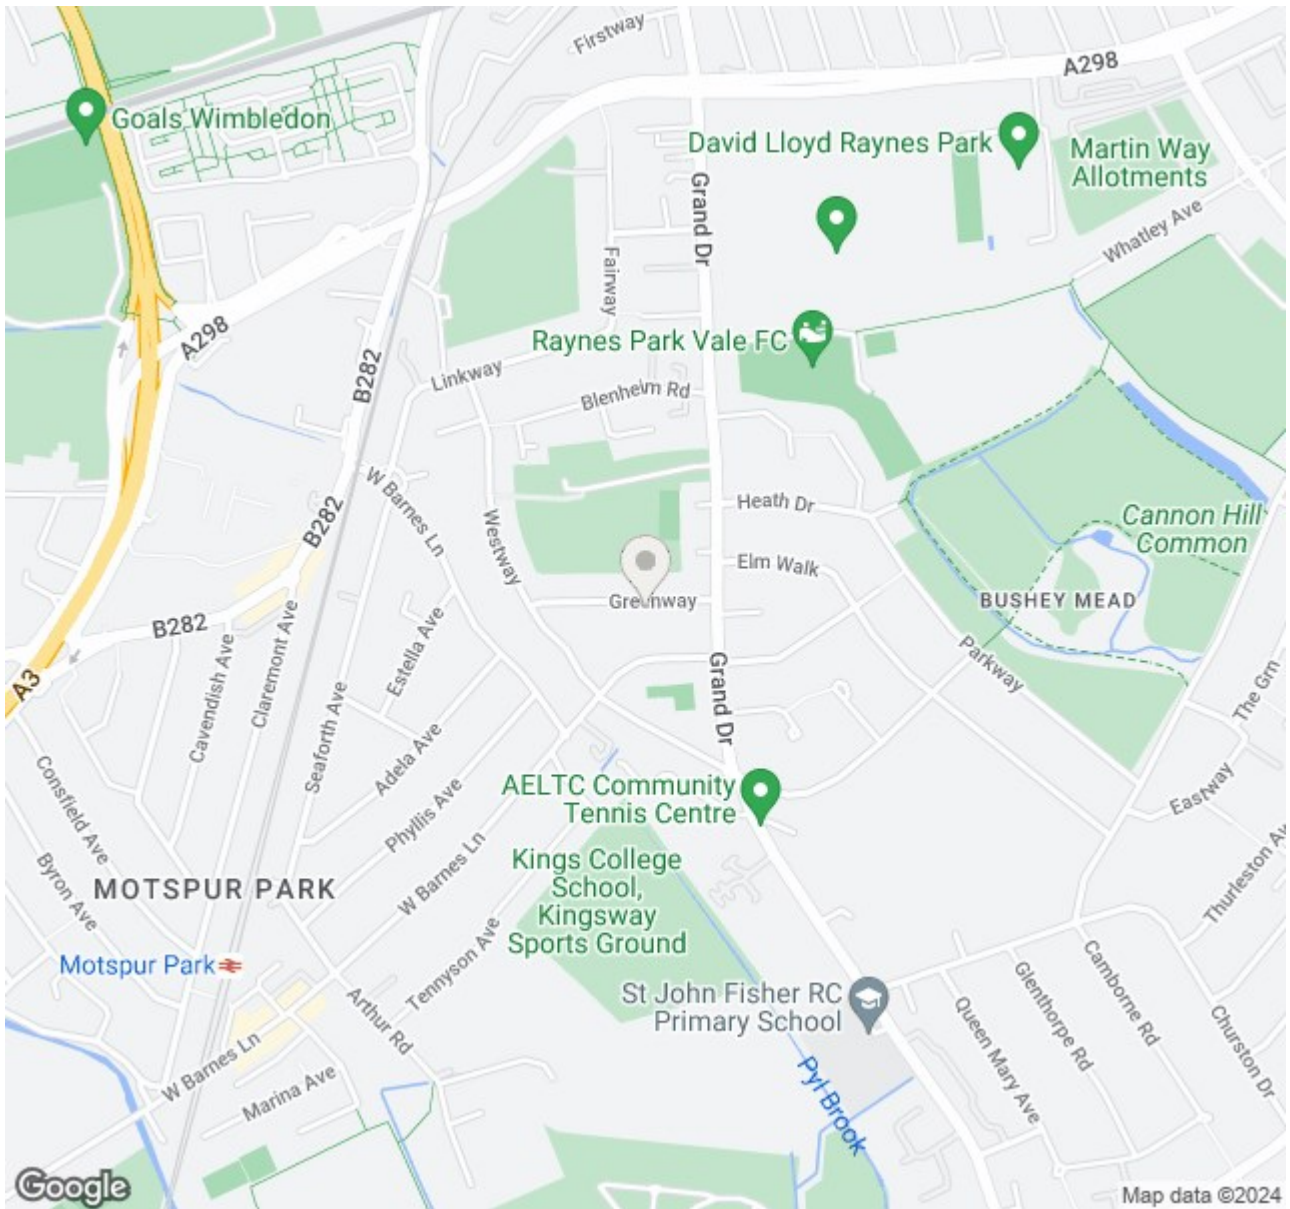 Firstway
A298
Goals Wimbledon
David Lloyd Raynes Park
Martin Way
Allotments
Grand Dr
Whatley Ave
Fairway
A298
Raynes Park Vale FC
B282
Linkway
Blenheim Rd
W Barnes Ln
Heath Dr
Cannon Hill
Common
B282
Westway
Elm Walk
Greenway
BUSHEY MEAD
B282
Estella Ave
Claremont Ave
Cavendish Ave
Parkway
A3
Grand Dr
The Grn
Seaforth Ave
Adela Ave
Consfield Ave
AELTC Community
Tennis Centre
Eastway
Phyllis Ave
Thurleston Av
Byron Ave
MOTSPUR PARK
W Barnes Ln
Kings College
School,
Kingsway
Sports Ground
Motspur Park
Tennyson Ave
St John Fisher RC
Primary School
Arthur Rd
Queen Mary Ave
Glenthorpe Rd
Camborne Rd
Churston Dr
W Barnes Ln
Marina Ave
Pyl Brook
Google
Map data ©2024